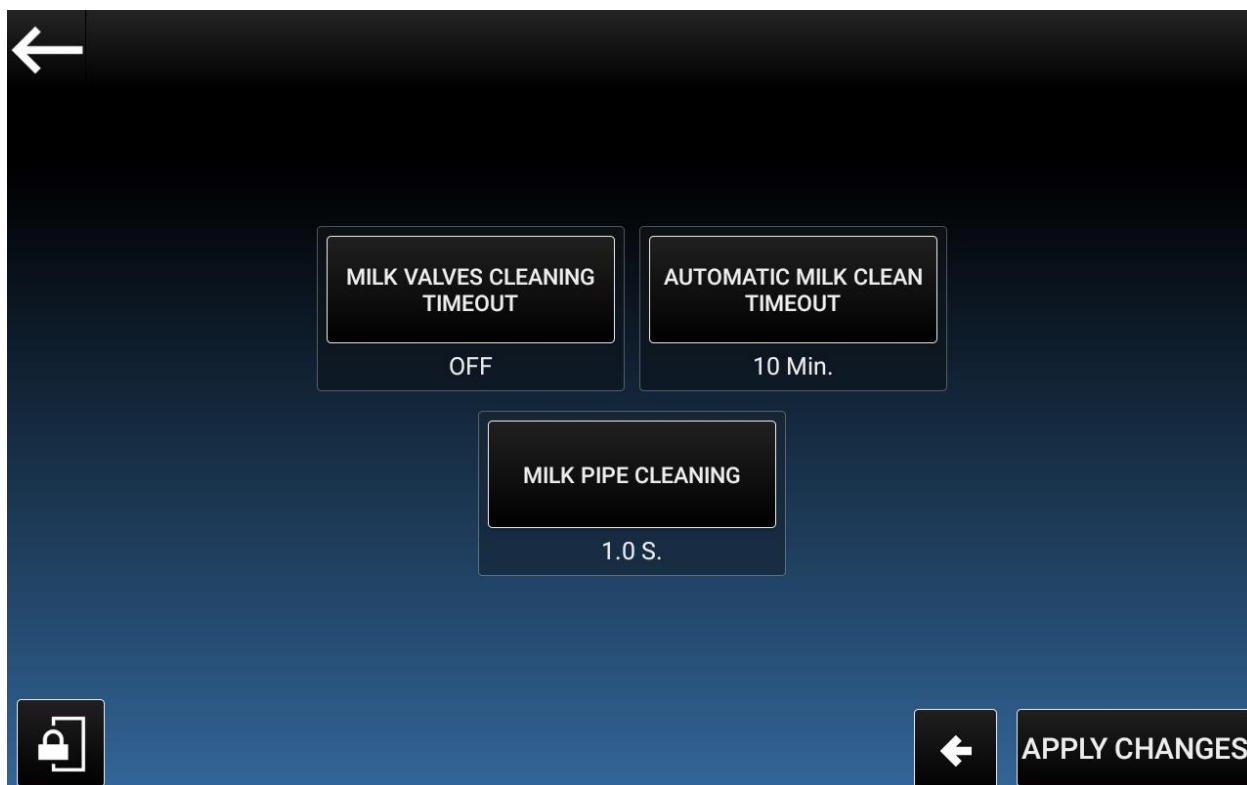 MILK VALVES CLEANING
TIMEOUT
OFF
AUTOMATIC MILK CLEAN
TIMEOUT
10 Min.
MILK PIPE CLEANING
1.0 S.
APPLY CHANGES